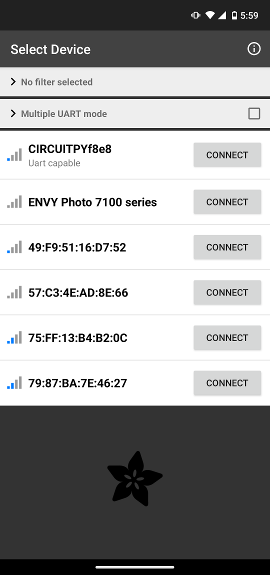 5:59
Select Device
No filter selected
Multiple UART mode
CIRCUITPYf8e8
Uart capable
CONNECT
ENVY Photo 7100 series
CONNECT
49:F9:51:16:D7:52
CONNECT
57:C3:4E:AD:8E:66
CONNECT
75:FF:13:B4:B2:0C
CONNECT
79:87:BA:7E:46:27
CONNECT